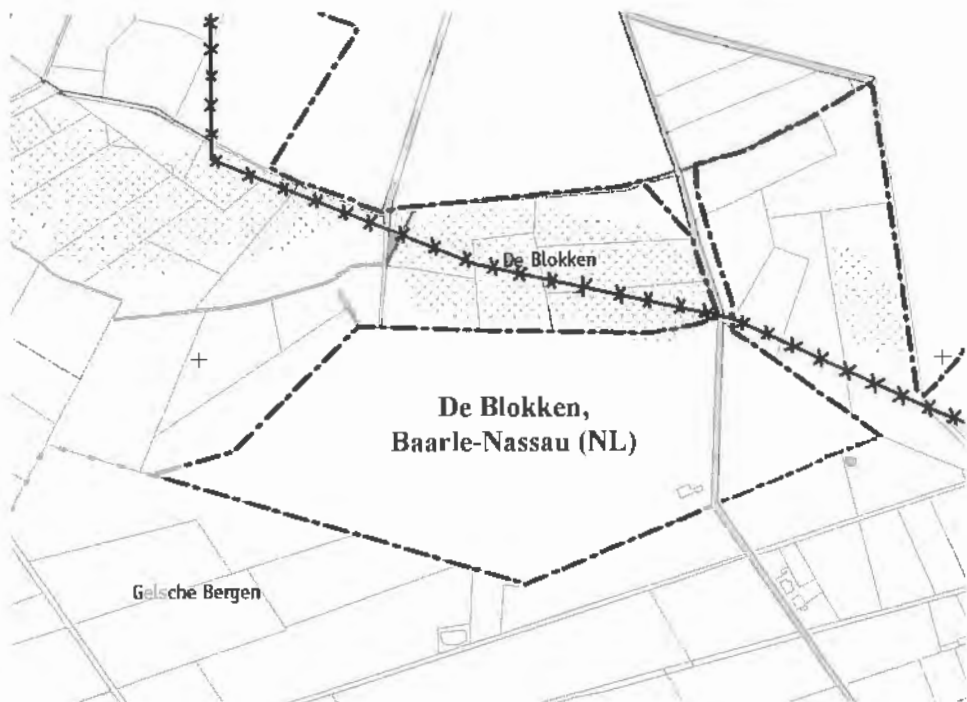 De Blokken
De Blokken,
Baarle-Nassau (NL)
Gelsche Bergen